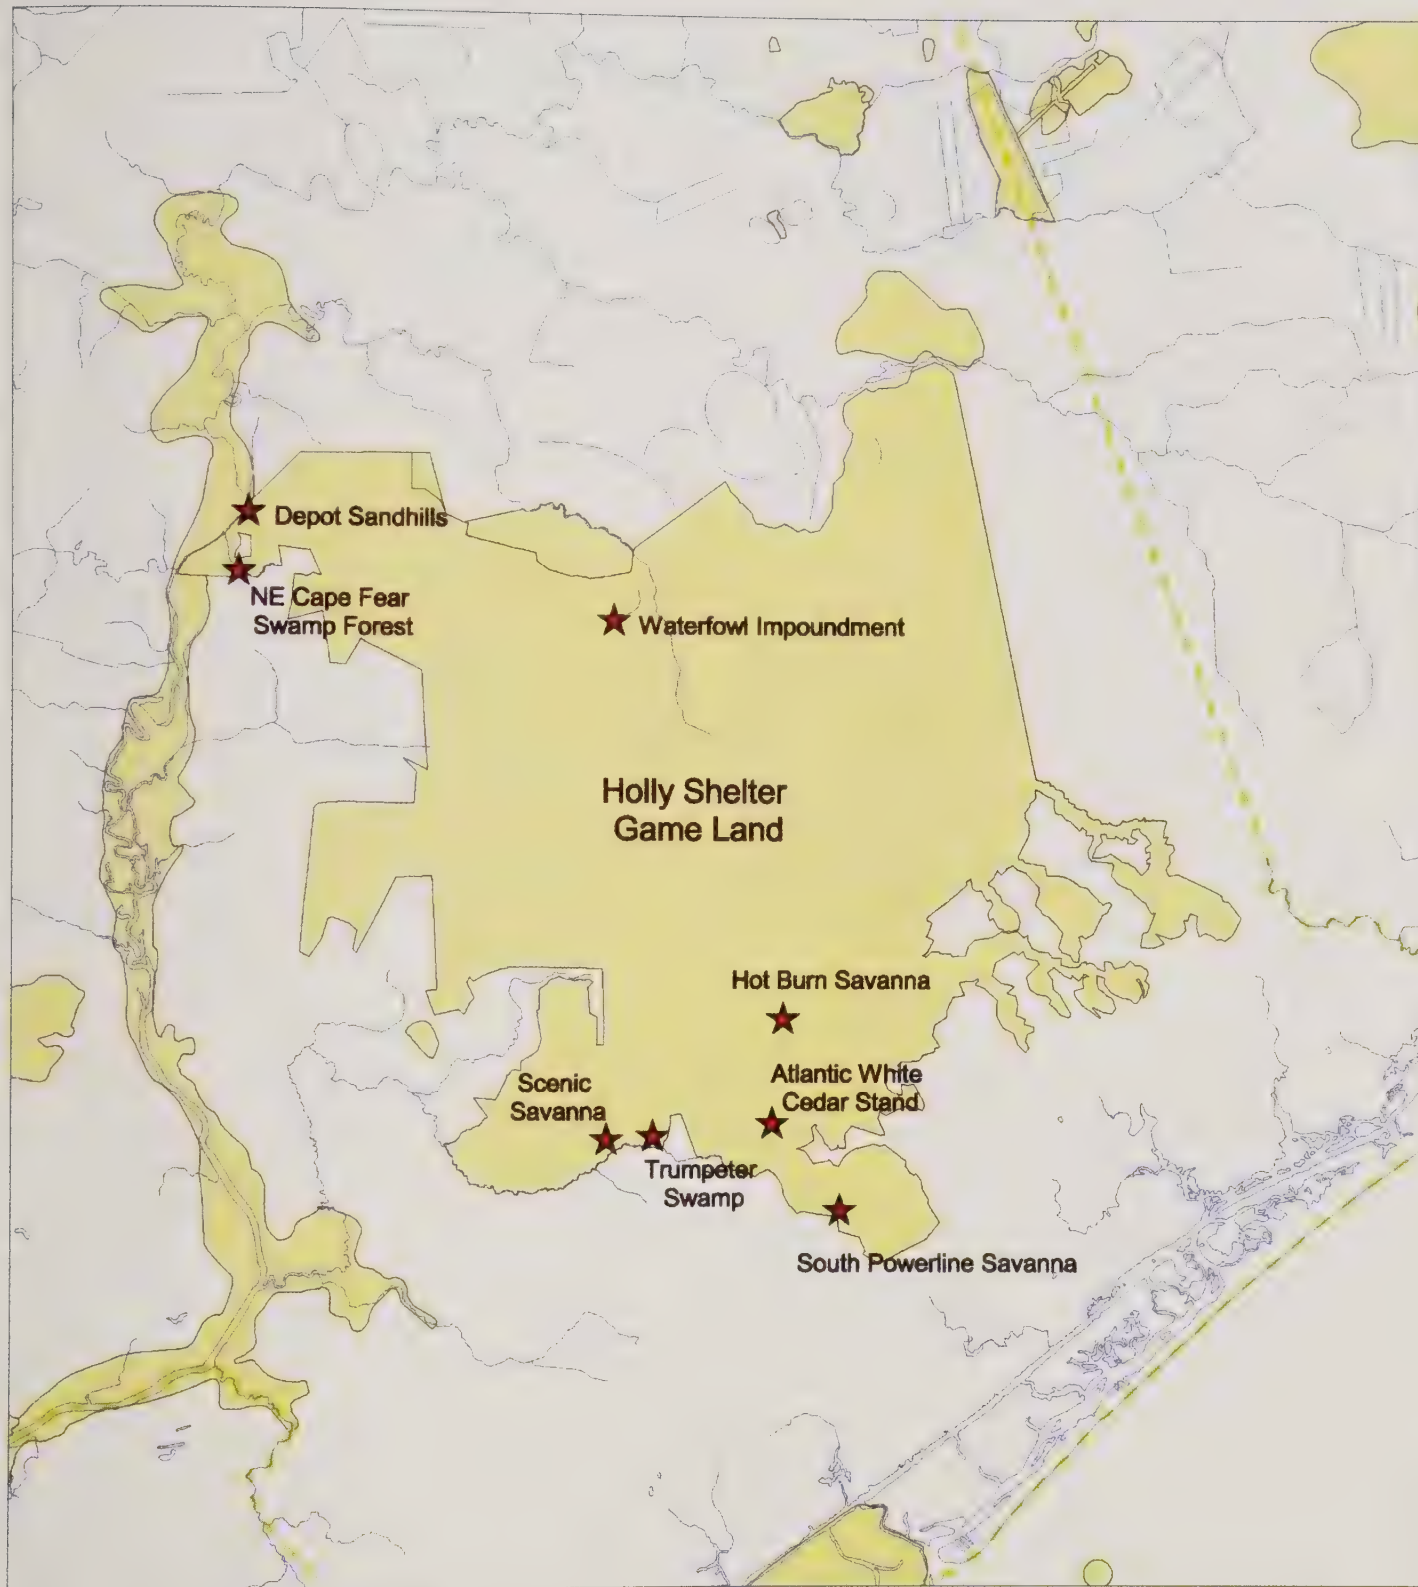 Depot Sandhills
NE Cape Fear
Swamp Forest
Waterfowl Impoundment
Holly Shelter
Game Land
Hot Burn Savanna
Atlantic White
Cedar Stand
Scenic
Savanna
Trumpeter
Swamp
South Powerline Savanna